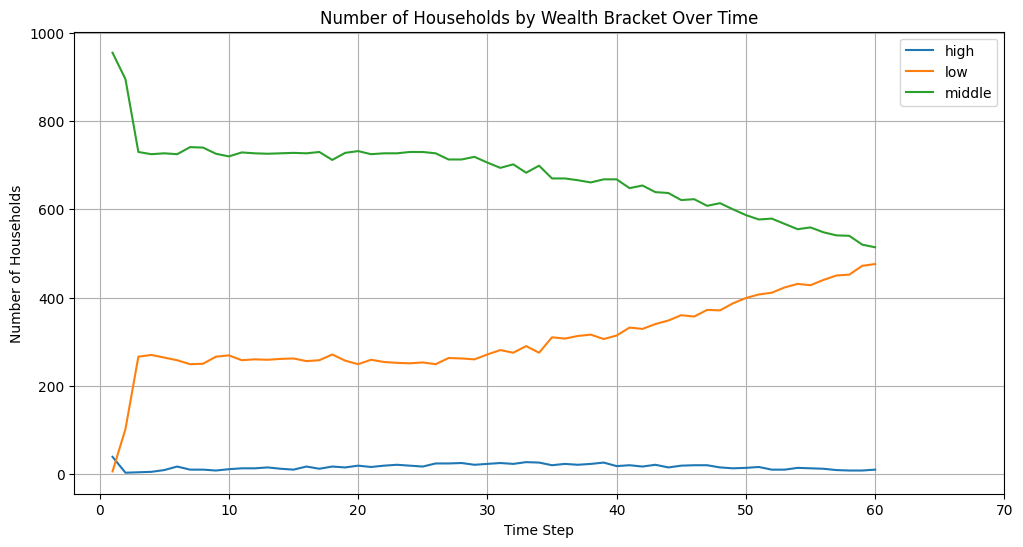 Number of Households by Wealth Bracket Over Time
1000
800
600
400
200
0
Number of Households
high
low
middle
0 10 20 30 40 50 60 70
Time Step